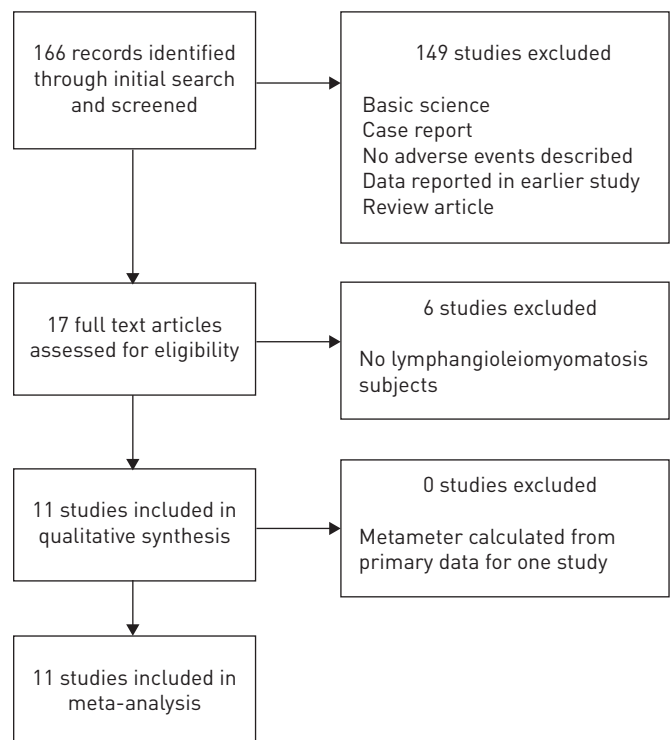 166 records identified
through initial search
and screened
149 studies excluded
Basic science
Case report
No adverse events described
Data reported in earlier study
Review article
17 full text articles
assessed for eligibility
6 studies excluded
No lymphangioleiomyomatosis
subjects
11 studies included in
qualitative synthesis
0 studies excluded
Metameter calculated from
primary data for one study
11 studies included in
meta-analysis